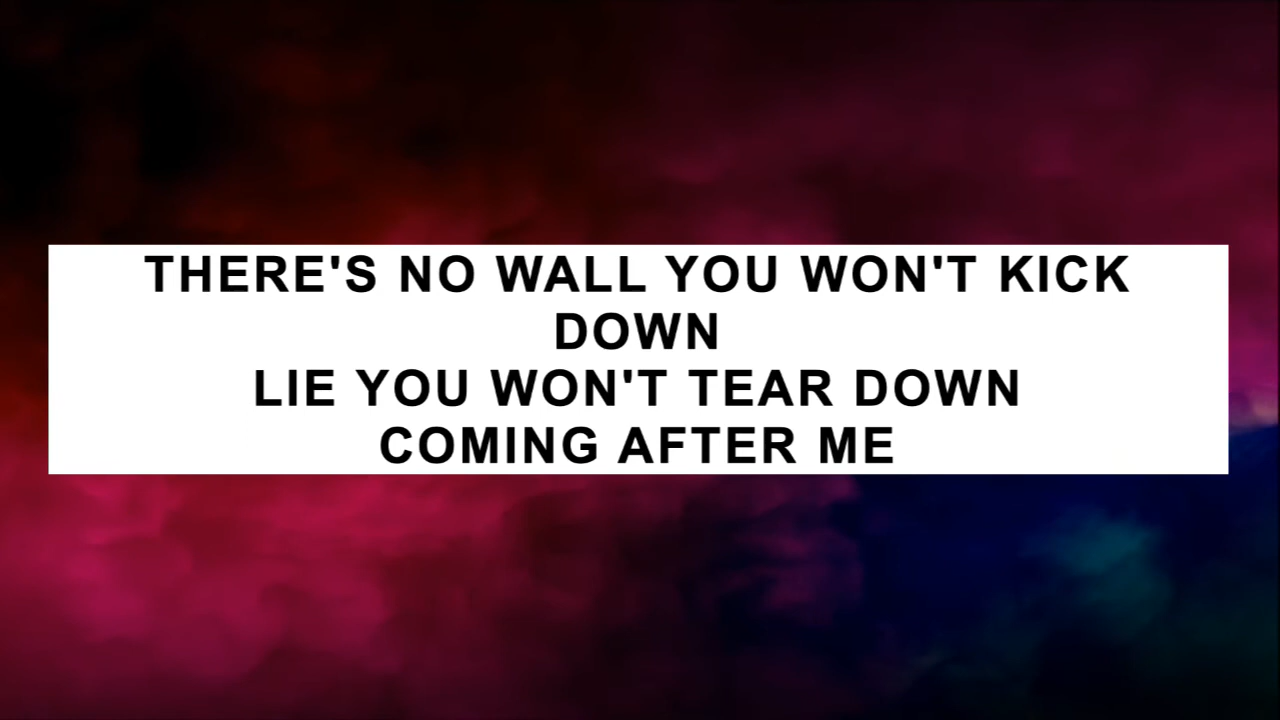 THERE'S NO WALL YOU WON'T KICK
DOWN
LIE YOU WON'T TEAR DOWN
COMING AFTER ME